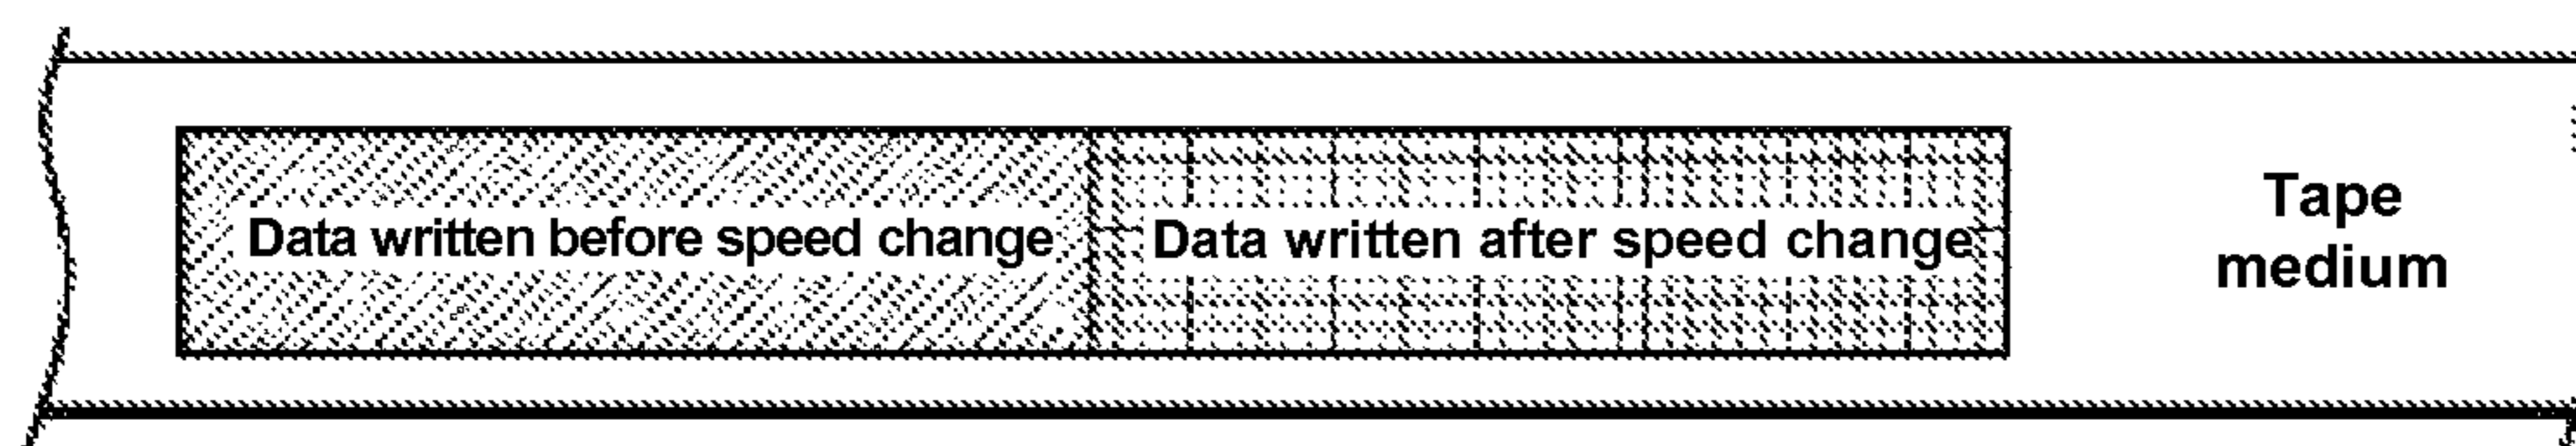 Data written before speed change
Data written after speed change
Tape
medium